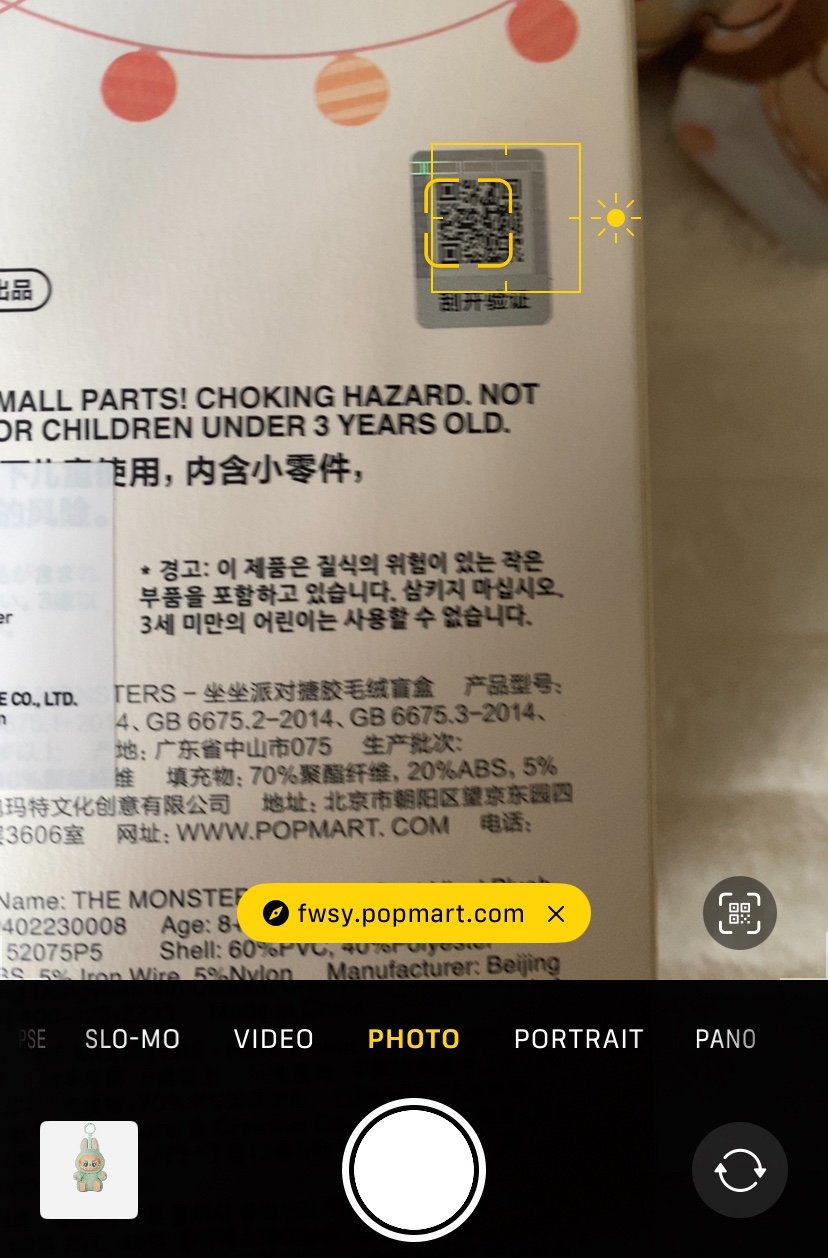 出品
刮开验证
MALL PARTS! CHOKING HAZARD. NOT
OR CHILDREN UNDER 3 YEARS OLD.
下儿童使用，内含小零件，
的风险。
* 경고: 이 제품은 질식의 위험이 있는 작은
부품을 포함하고 있습니다. 삼키지 마십시오.
3세 미만의 어린이는 사용할 수 없습니다.
er
E CO., LTD.
n
TERS – 坐坐派对搪胶毛绒盲盒 产品型号:
4、GB 6675.2–2014、GB 6675.3–2014、
地: 广东省中山市075 生产批次:
维 填充物: 70%聚酯纤维, 20%ABS, 5%
玛特文化创意有限公司 地址: 北京市朝阳区望京东园四
3606室 网址: WWW.POPMART.COM 电话:
Name: THE MONSTER
402230008 Age: 8+
fwsy.popmart.com
52075P5 Shell: 60%PVC, 40%Polyester
BS, 5% Iron Wire, 5%Nylon Manufacturer: Beijing
PSE SLO-MO VIDEO PHOTO PORTRAIT PANO